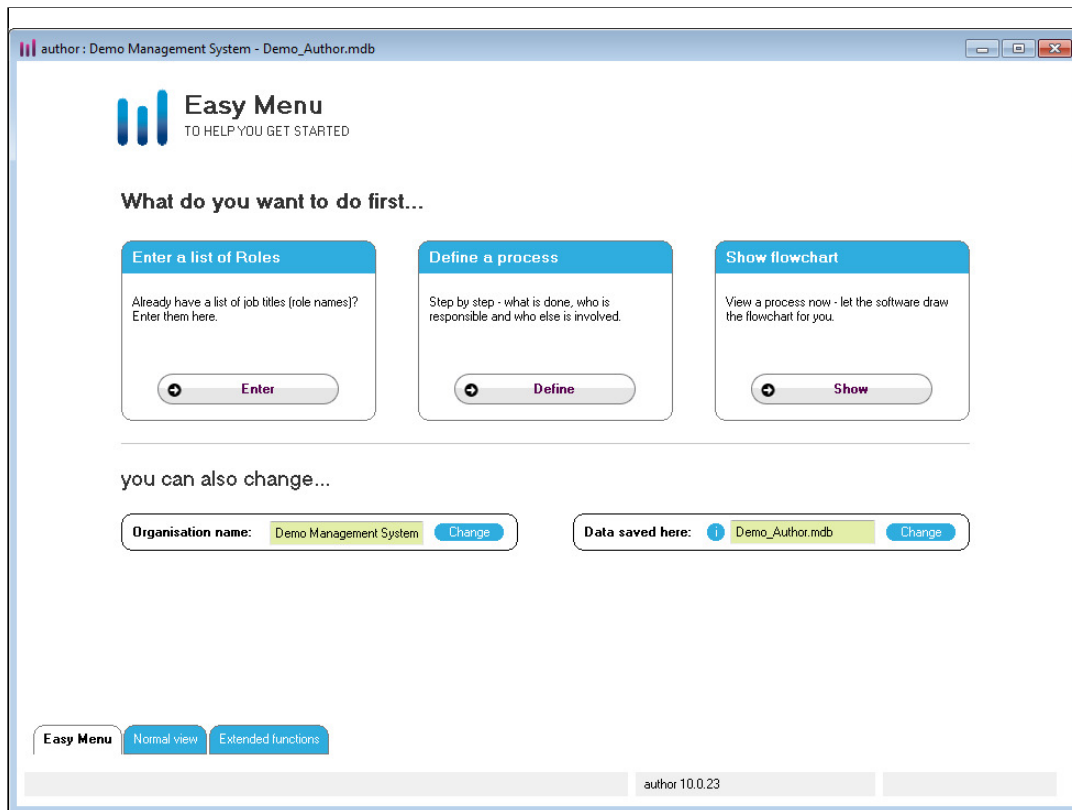 author : Demo Management System - Demo_Author.mdb
Easy Menu
TO HELP YOU GET STARTED
What do you want to do first...
Enter a list of Roles
Already have a list of job titles (role names)?
Enter them here.
Enter
Define a process
Step by step - what is done, who is
responsible and who else is involved.
Define
Show flowchart
View a process now - let the software draw
the flowchart for you.
Show
you can also change...
Organisation name: Demo Management System Change
Data saved here: i Demo_Author.mdb Change
Easy Menu Normal view Extended functions
author 10.0.23